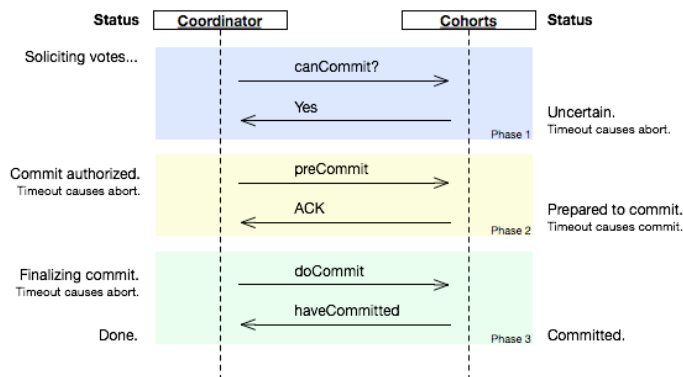 Status
Coordinator
Cohorts
Status
Soliciting votes...
canCommit?
Yes
Uncertain.
Timeout causes abort.
Phase 1
Commit authorized.
Timeout causes abort.
preCommit
ACK
Prepared to commit.
Timeout causes commit.
Phase 2
Finalizing commit.
Timeout causes abort.
doCommit
haveCommitted
Done.
Phase 3
Committed.